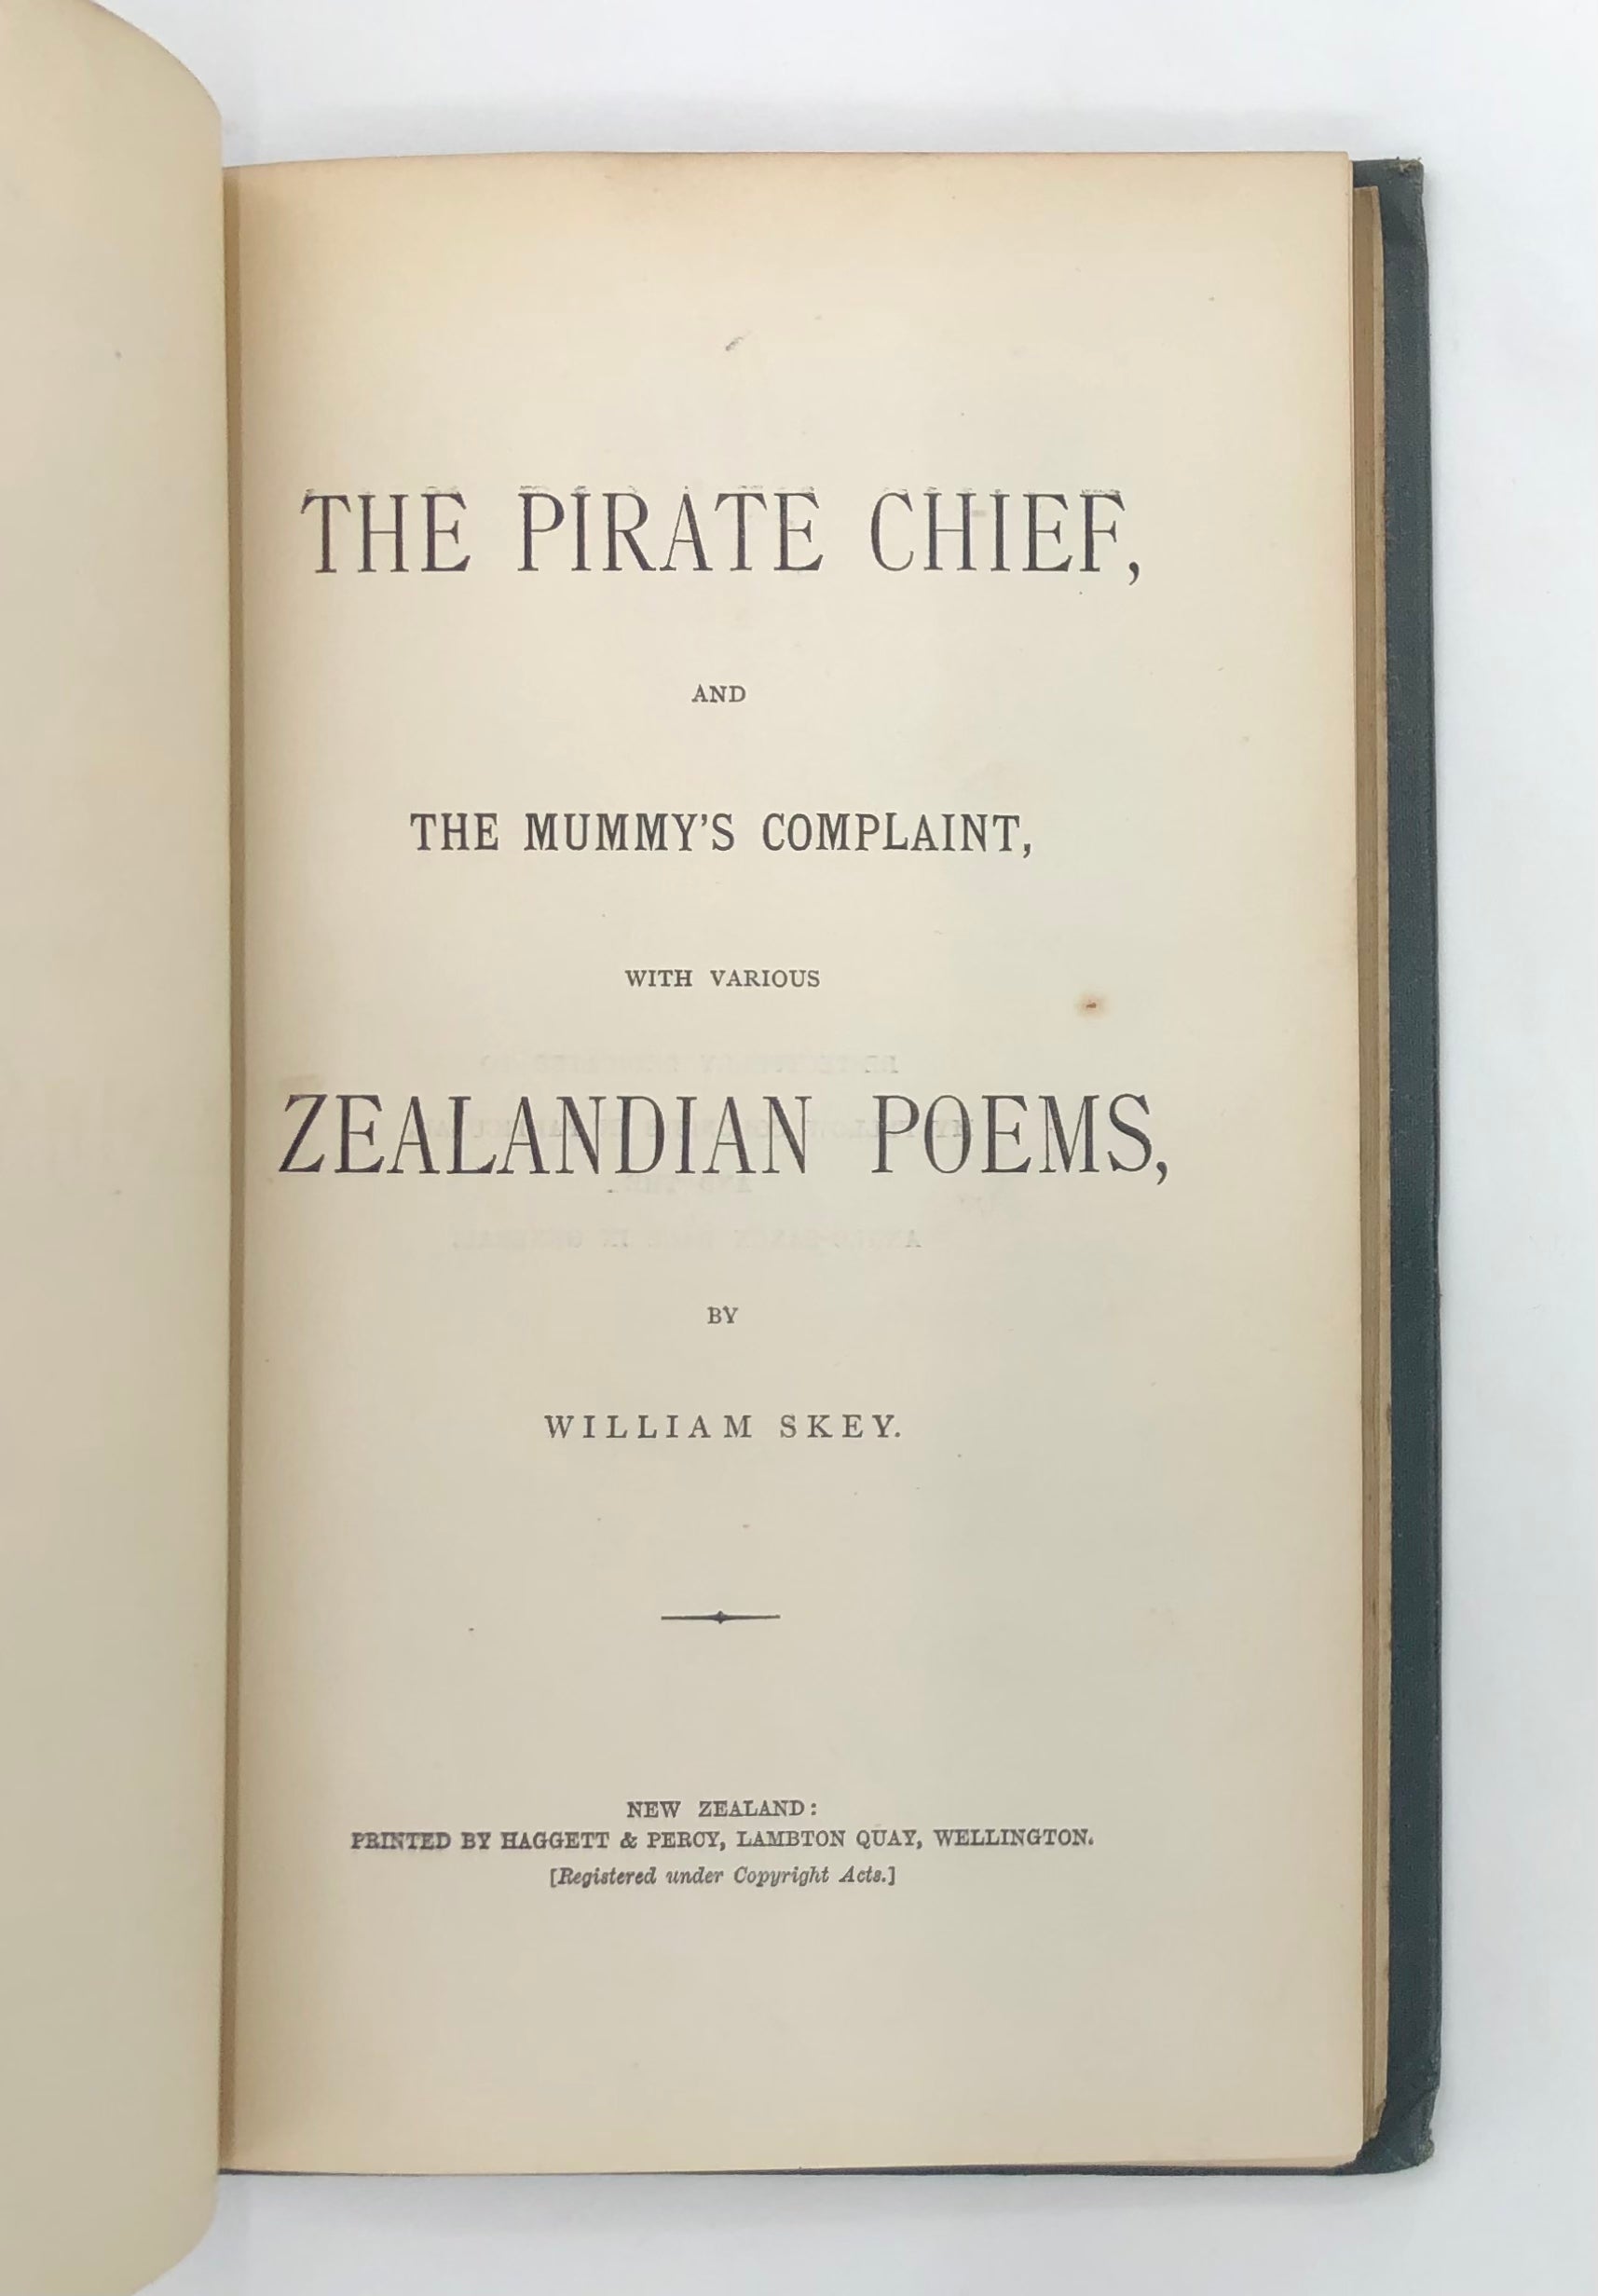 THE PIRATE CHIEF,
AND
THE MUMMY'S COMPLAINT,
WITH VARIOUS
ZEALANDIAN POEMS,
BY
WILLIAM SKEY.
NEW ZEALAND:
PRINTED BY HAGGETT & PERCY, LAMBTON QUAY, WELLINGTON.
[Registered under Copyright Acts.]